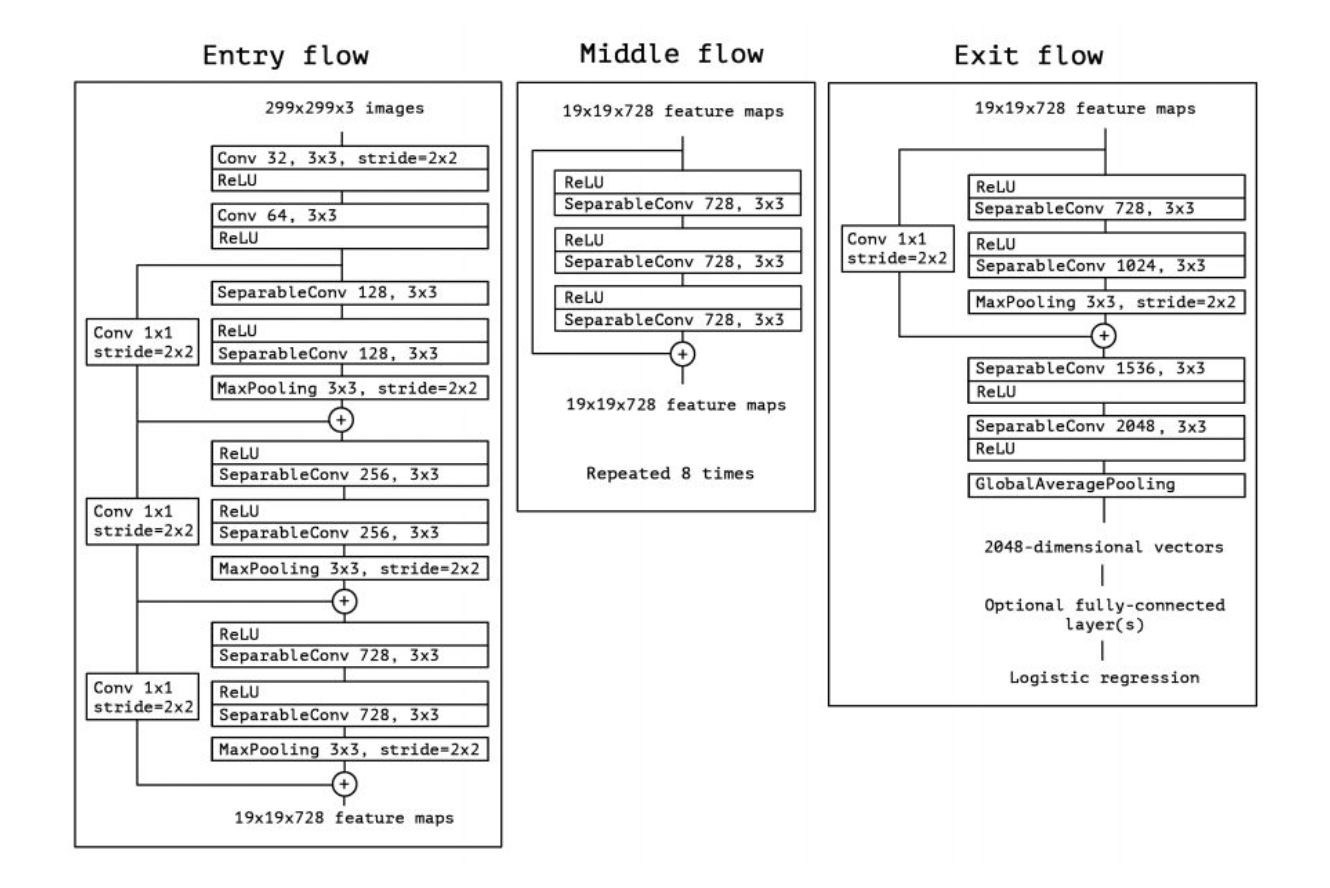 Entry flow
299x299x3 images
Conv 32, 3x3, stride=2x2
ReLU
Conv 64, 3x3
ReLU
SeparableConv 128, 3x3
Conv 1x1
stride=2x2
ReLU
SeparableConv 128, 3x3
MaxPooling 3x3, stride=2x2
+
ReLU
SeparableConv 256, 3x3
Conv 1x1
stride=2x2
ReLU
SeparableConv 256, 3x3
MaxPooling 3x3, stride=2x2
+
ReLU
SeparableConv 728, 3x3
Conv 1x1
stride=2x2
ReLU
SeparableConv 728, 3x3
MaxPooling 3x3, stride=2x2
+
19x19x728 feature maps
Middle flow
19x19x728 feature maps
ReLU
SeparableConv 728, 3x3
ReLU
SeparableConv 728, 3x3
ReLU
SeparableConv 728, 3x3
+
19x19x728 feature maps
Repeated 8 times
Exit flow
19x19x728 feature maps
ReLU
SeparableConv 728, 3x3
Conv 1x1
stride=2x2
ReLU
SeparableConv 1024, 3x3
MaxPooling 3x3, stride=2x2
+
SeparableConv 1536, 3x3
ReLU
SeparableConv 2048, 3x3
ReLU
GlobalAveragePooling
2048-dimensional vectors
Optional fully-connected
layer(s)
Logistic regression